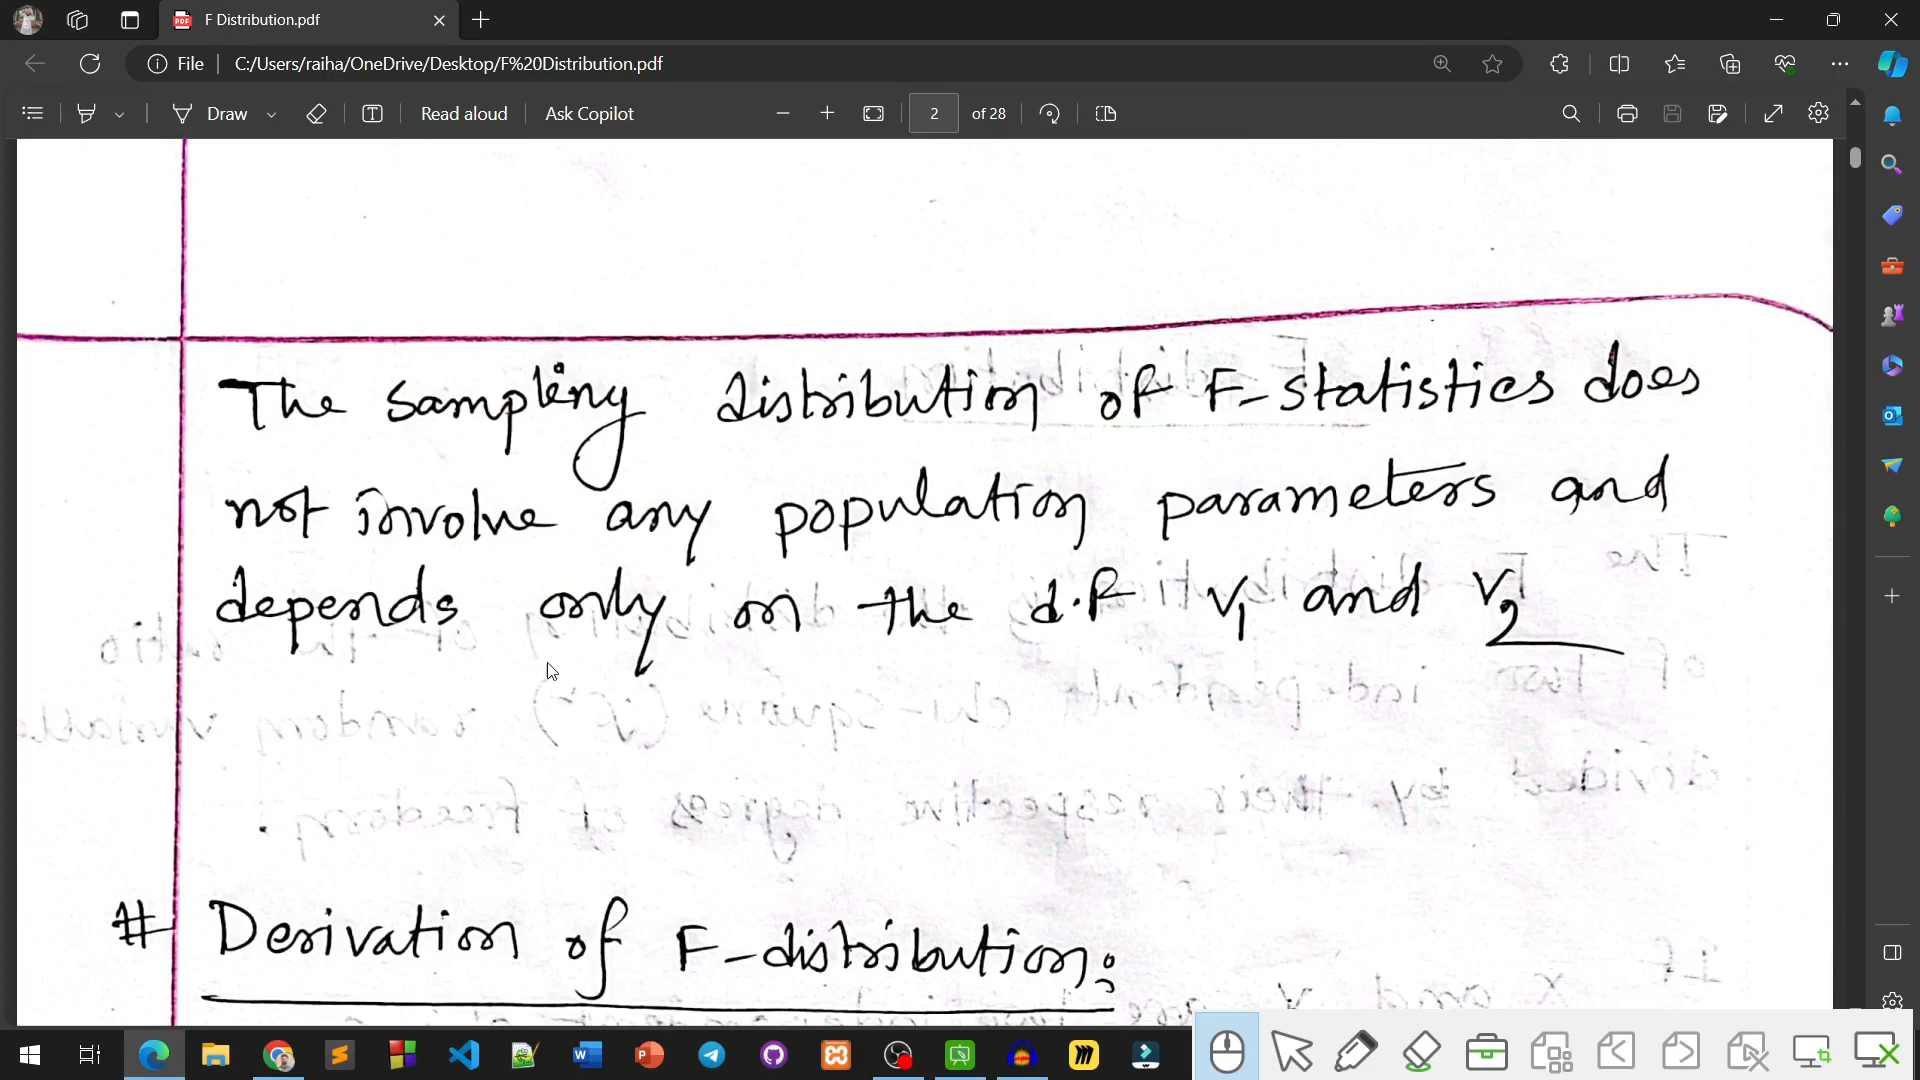 F Distribution.pdf
File C:/Users/raiha/OneDrive/Desktop/F%20Distribution.pdf
Draw Read aloud Ask Copilot 2 of 28
The sampling distribution of F-statistics does
not involve any population parameters and
depends only on the d.f V1 and V2
# Derivation of F-distribution: